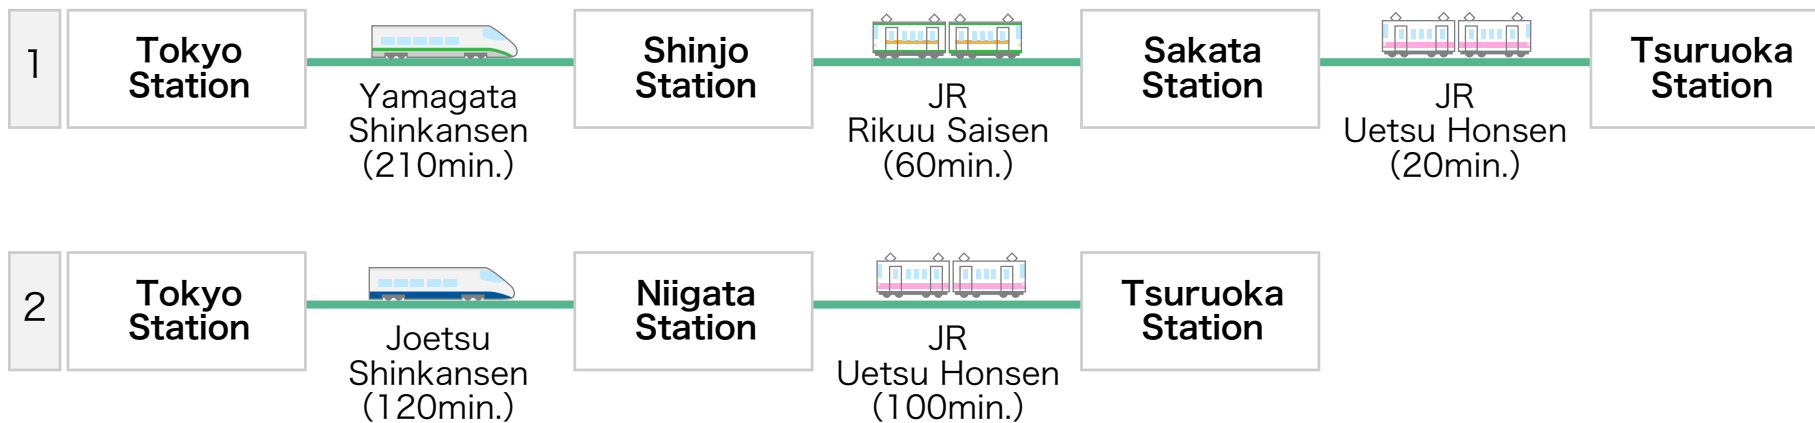 1
Tokyo
Station
Yamagata
Shinkansen
(210min.)
Shinjo
Station
JR
Rikuu Saisen
(60min.)
Sakata
Station
JR
Uetsu Honsen
(20min.)
Tsuruoka
Station
2
Tokyo
Station
Joetsu
Shinkansen
(120min.)
Niigata
Station
JR
Uetsu Honsen
(100min.)
Tsuruoka
Station